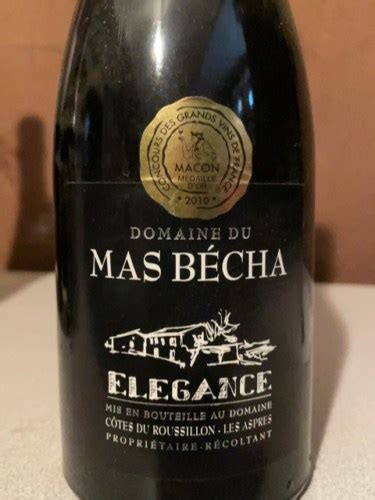 CONCOURS DES GRANDS VINS DE FRANCE
MACON
MEDAILLE
D'OR
• 2010 •
DOMAINE DU
MAS BÉCHA
ELEGANCE
MIS EN BOUTEILLE AU DOMAINE
CÔTES DU ROUSSILLON - LES ASPRES
PROPRIÉTAIRE-RÉCOLTANT